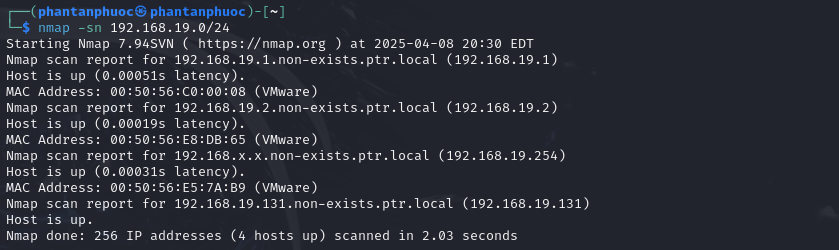 ┌──(phantanphuoc㉿phantanphuoc)-[~]
└─$ nmap -sn 192.168.19.0/24
Starting Nmap 7.94SVN ( https://nmap.org ) at 2025-04-08 20:30 EDT
Nmap scan report for 192.168.19.1.non-exists.ptr.local (192.168.19.1)
Host is up (0.00051s latency).
MAC Address: 00:50:56:C0:00:08 (VMware)
Nmap scan report for 192.168.19.2.non-exists.ptr.local (192.168.19.2)
Host is up (0.00019s latency).
MAC Address: 00:50:56:E8:DB:65 (VMware)
Nmap scan report for 192.168.x.x.non-exists.ptr.local (192.168.19.254)
Host is up (0.00031s latency).
MAC Address: 00:50:56:E5:7A:B9 (VMware)
Nmap scan report for 192.168.19.131.non-exists.ptr.local (192.168.19.131)
Host is up.
Nmap done: 256 IP addresses (4 hosts up) scanned in 2.03 seconds